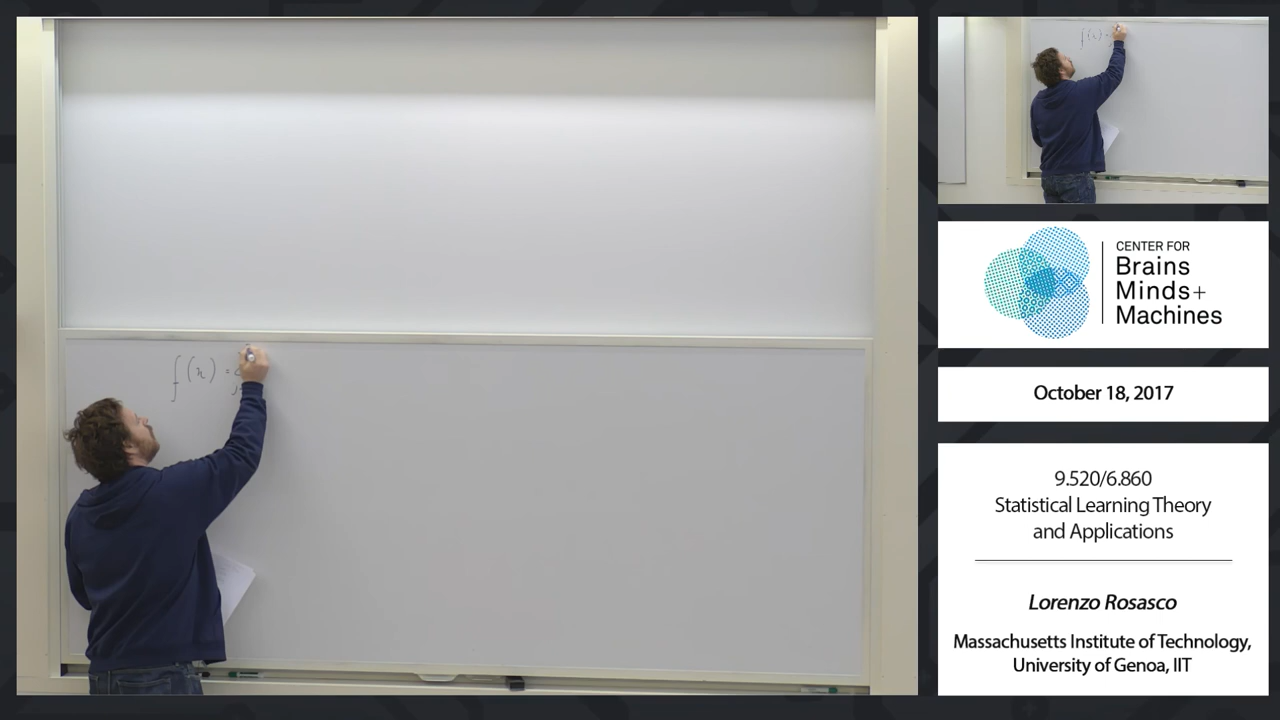 f(x) =
CENTER FOR
Brains
Minds+
Machines
October 18, 2017
9.520/6.860
Statistical Learning Theory
and Applications
Lorenzo Rosasco
Massachusetts Institute of Technology,
University of Genoa, IIT